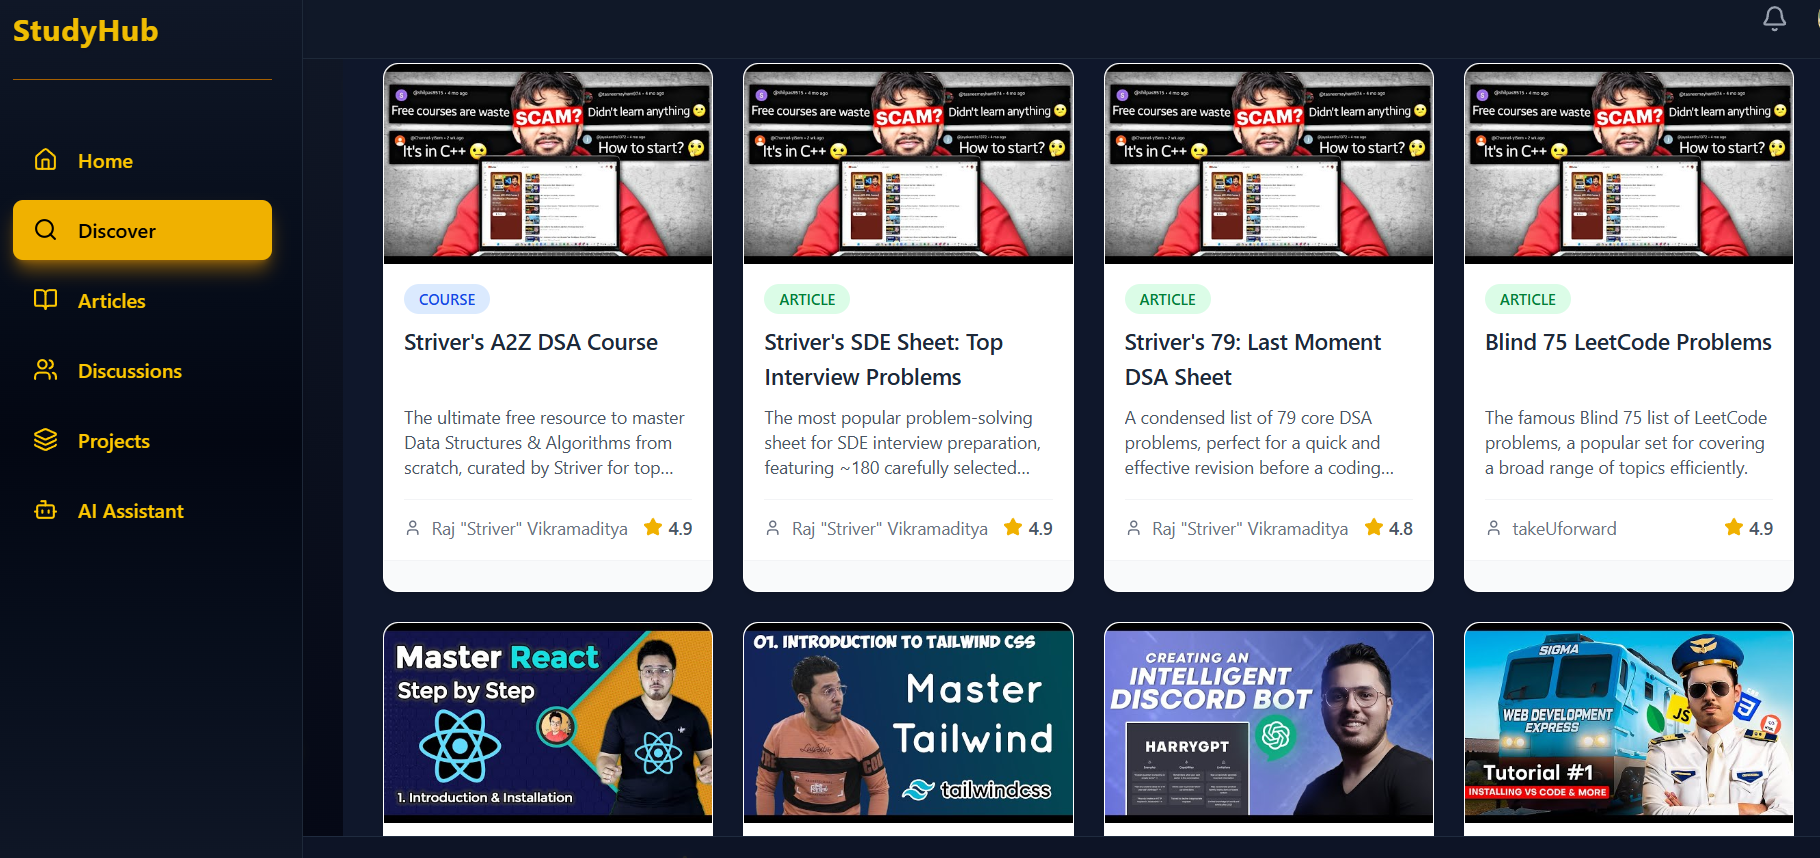 StudyHub
Home
Discover
Articles
Discussions
Projects
AI Assistant
Free courses are waste
Didn't learn anything
SCAM?
It's in C++
How to start?
COURSE
Striver's A2Z DSA Course
The ultimate free resource to master
Data Structures & Algorithms from
scratch, curated by Striver for top...
Raj "Striver" Vikramaditya
4.9
Free courses are waste
Didn't learn anything
SCAM?
It's in C++
How to start?
ARTICLE
Striver's SDE Sheet: Top
Interview Problems
The most popular problem-solving
sheet for SDE interview preparation,
featuring ~180 carefully selected...
Raj "Striver" Vikramaditya
4.9
Free courses are waste
Didn't learn anything
SCAM?
It's in C++
How to start?
ARTICLE
Striver's 79: Last Moment
DSA Sheet
A condensed list of 79 core DSA
problems, perfect for a quick and
effective revision before a coding...
Raj "Striver" Vikramaditya
4.8
Free courses are waste
Didn't learn anything
SCAM?
It's in C++
How to start?
ARTICLE
Blind 75 LeetCode Problems
The famous Blind 75 list of LeetCode
problems, a popular set for covering
a broad range of topics efficiently.
takeUforward
4.9
Master React
Step by Step
1. Introduction & Installation
01. INTRODUCTION TO TAILWIND CSS
Master
Tailwind
tailwindcss
CREATING AN
INTELLIGENT
DISCORD BOT
HARRYGPT
SIGMA
WEB DEVELOPMENT
EXPRESS
JS
Tutorial #1
INSTALLING VS CODE & MORE